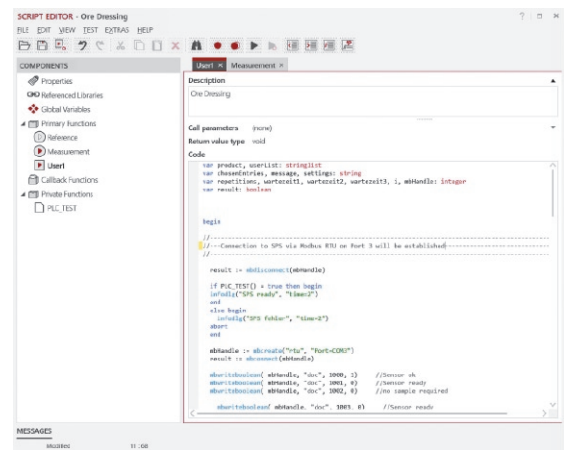 SCRIPT EDITOR - Ore Dressing
FILE EDIT VIEW TEST EXTRAS HELP
COMPONENTS
Properties
Referenced Libraries
Global Variables
Primary Functions
Reference
Measurement
User1
Callback Functions
Private Functions
PLC_TEST
User1 × Measurement ×
Description
Ore Dressing
Call parameters (none)
Return value type void
Code
var product, userList: stringlist
var chosenEntries, message, settings: string
var repetitions, wartezeit1, wartezeit2, wartezeit3, i, mbHandle: integer
var result: boolean
begin
//---Connection to SPS via Modbus RTU on Port 3 will be established
result := mbdisconnect(mbHandle)
if PLC_TEST() = true then begin
infodlg("SPS ready", "time=2")
end
else begin
infodlg("SPS Fehler", "time=2")
abort
end
mbHandle := mbcreate("rtu", "Port=COM3")
result := mbconnect(mbHandle)
mbwriteboolean( mbHandle, "doc", 1000, 1) //Sensor ok
mbwriteboolean( mbHandle, "doc", 1001, 0) //Sensor ready
mbwriteboolean( mbHandle, "doc", 1002, 0) //no sample required
mbwriteboolean( mbHandle, "doc", 1003, 0) //Sensor ready
MESSAGES